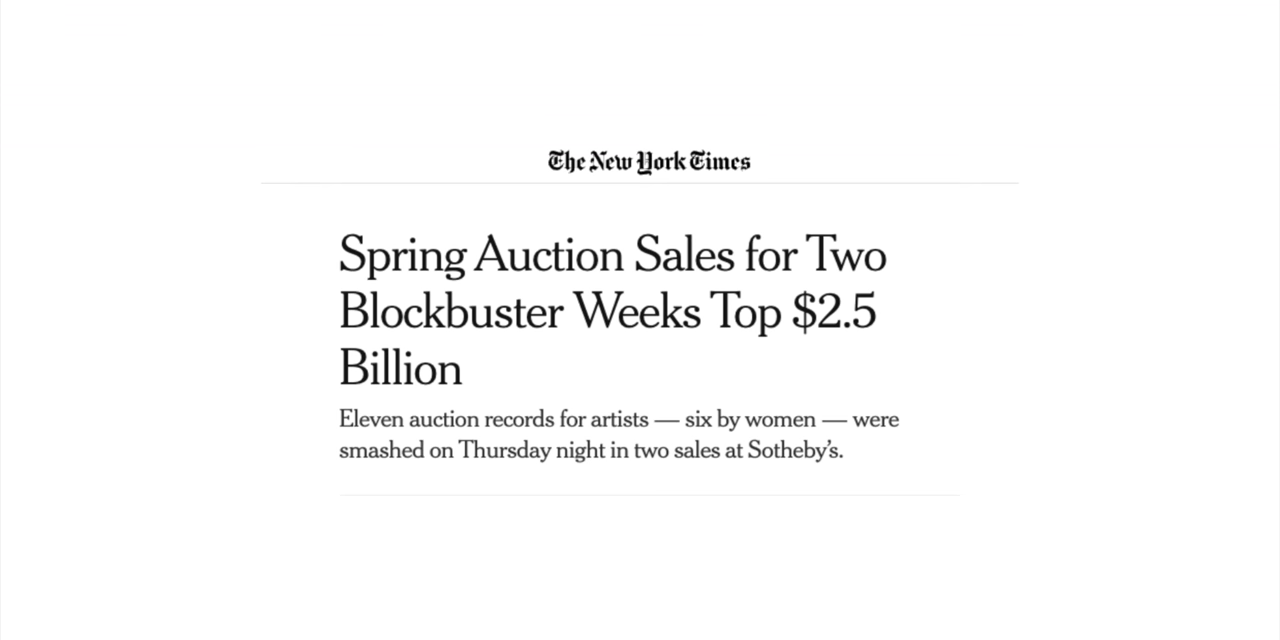 The New York Times
Spring Auction Sales for Two
Blockbuster Weeks Top $2.5
Billion
Eleven auction records for artists — six by women — were
smashed on Thursday night in two sales at Sotheby’s.